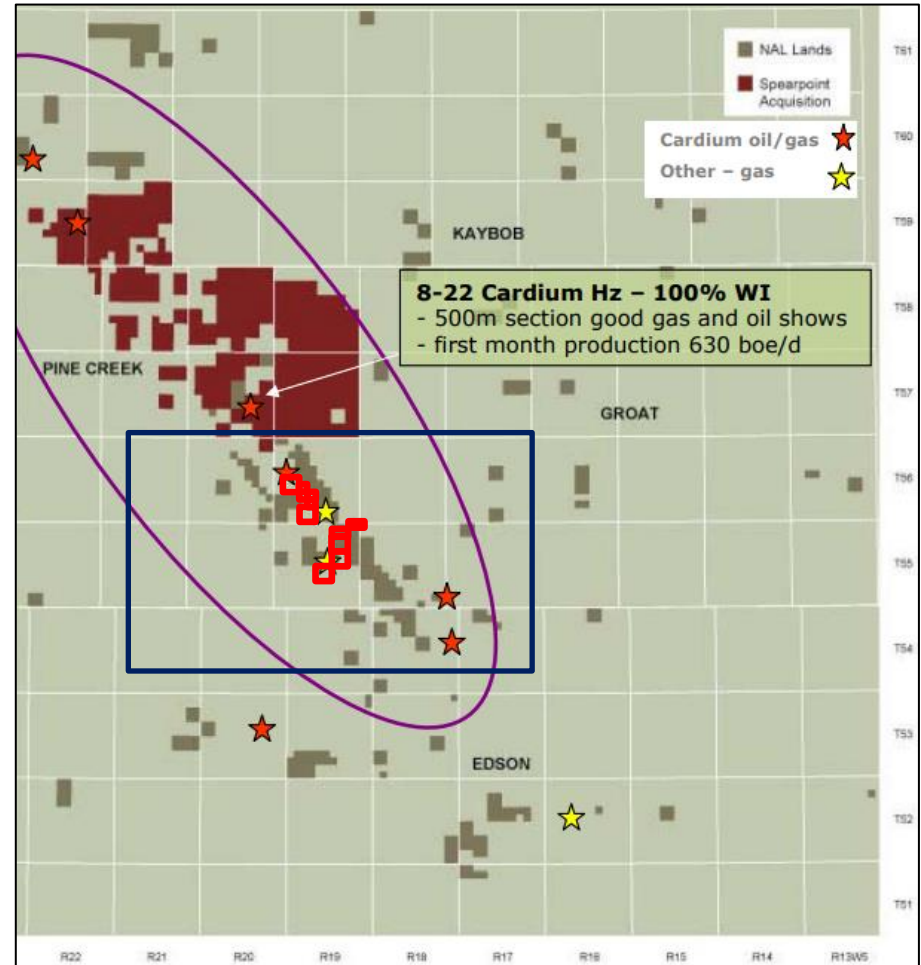 NAL Lands
Spearpoint
Acquisition
Cardium oil/gas
Other – gas
T61
T60
T59
T58
T57
T56
T55
T54
T53
T52
T51
KAYBOB
8-22 Cardium Hz – 100% WI
- 500m section good gas and oil shows
- first month production 630 boe/d
PINE CREEK
GROAT
EDSON
R22 R21 R20 R19 R18 R17 R16 R15 R14 R13W5